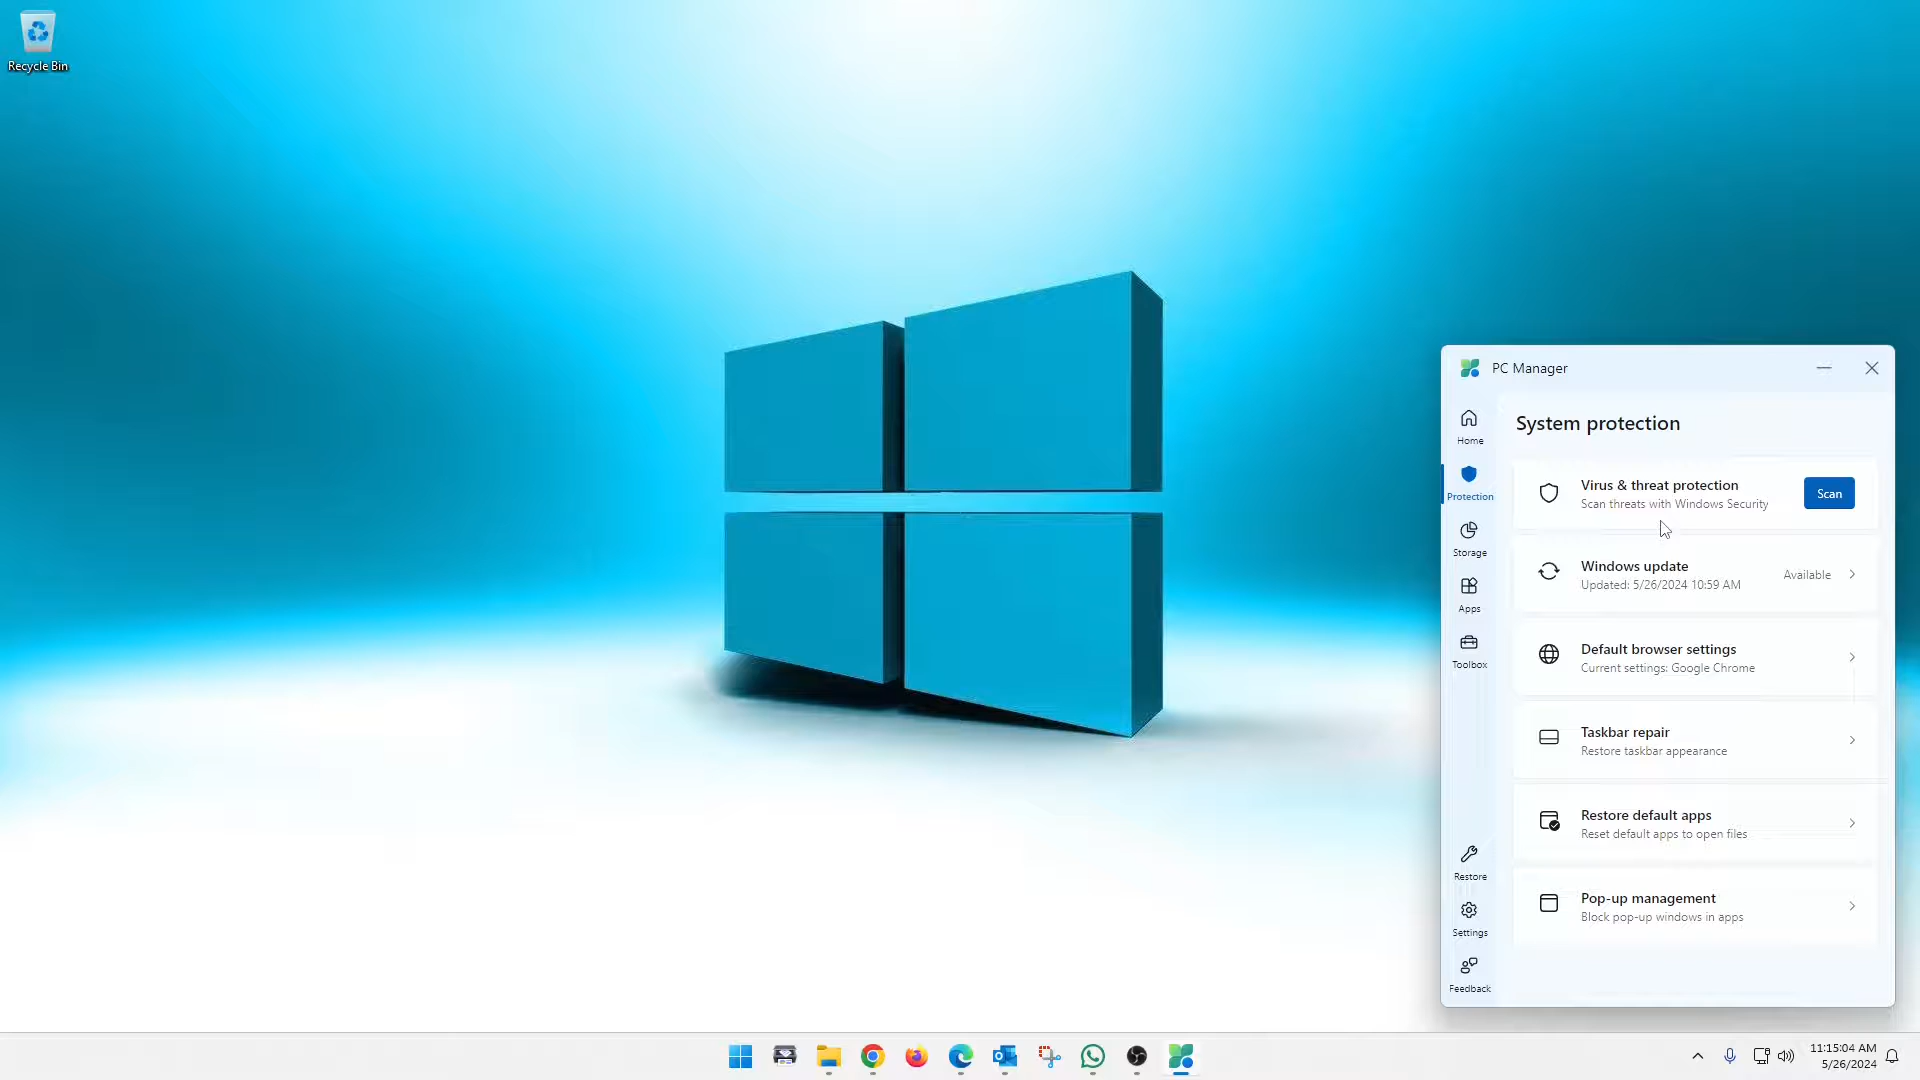 Recycle Bin
PC Manager
Home
Protection
Storage
Apps
Toolbox
Restore
Settings
Feedback
System protection
Virus & threat protection
Scan threats with Windows Security
Scan
Windows update
Updated: 5/26/2024 10:59 AM
Available
Default browser settings
Current settings: Google Chrome
Taskbar repair
Restore taskbar appearance
Restore default apps
Reset default apps to open files
Pop-up management
Block pop-up windows in apps
11:15:04 AM
5/26/2024